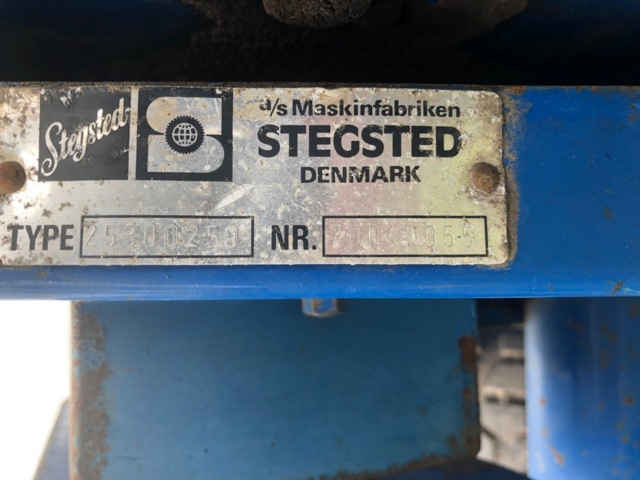 Stegsted
a/s Maskinfabriken
STEGSTED
DENMARK
TYPE 25300250 NR.